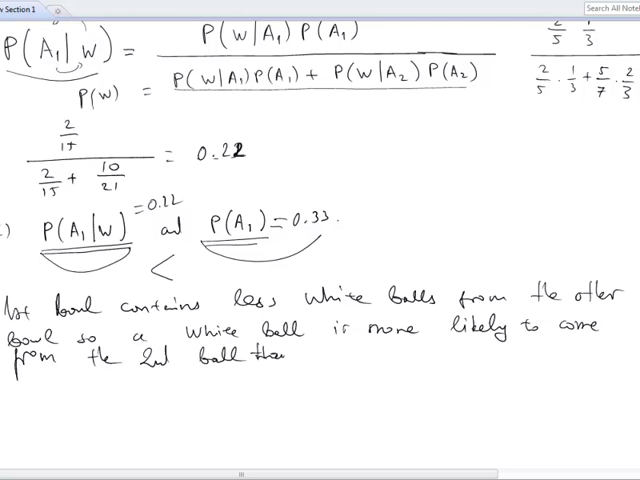 w Section 1
Search All Note
P(A₁|W) = P(W|A₁) P(A₁) / P(W|A₁)P(A₁) + P(W|A₂) P(A₂)
2/5 1/3 / 2/5 · 1/3 + 5/7 · 2/3
P(W) =
2/15 / 2/15 + 10/21 = 0.22
) P(A₁|W) = 0.22 and P(A₁) = 0.33.
<
1st bowl contains less white balls from the other
bowl so a white ball is more likely to come
from the 2nd ball tha